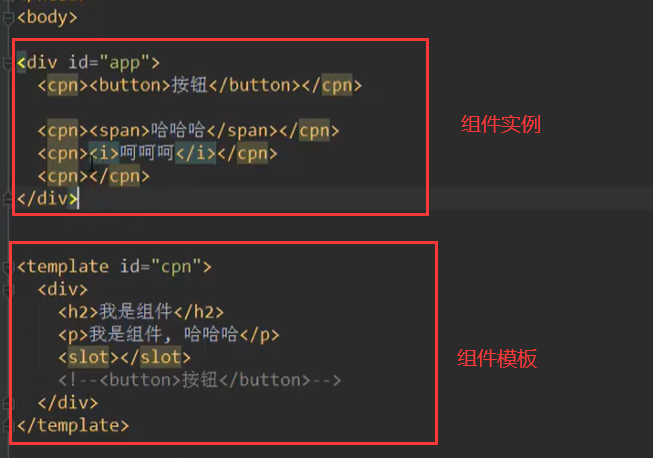 <body>
<div id="app">
<cpn><button>按钮</button></cpn>
<cpn><span>哈哈哈</span></cpn>
<cpn><i>呵呵呵</i></cpn>
<cpn></cpn>
</div>
组件实例
<template id="cpn">
<div>
<h2>我是组件</h2>
<p>我是组件, 哈哈哈</p>
<slot></slot>
<!--<button>按钮</button>-->
</div>
</template>
组件模板